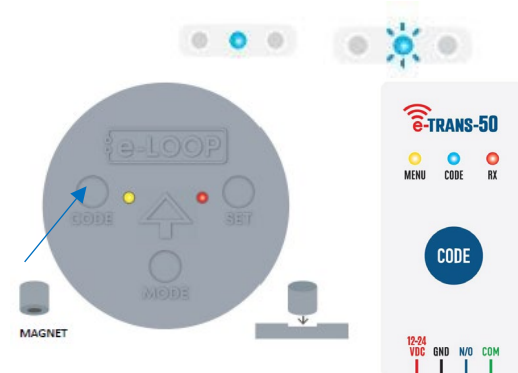 e-LOOP
CODE
SET
MODE
MAGNET
e-TRANS-50
MENU CODE RX
CODE
12-24
VDC GND N/O COM